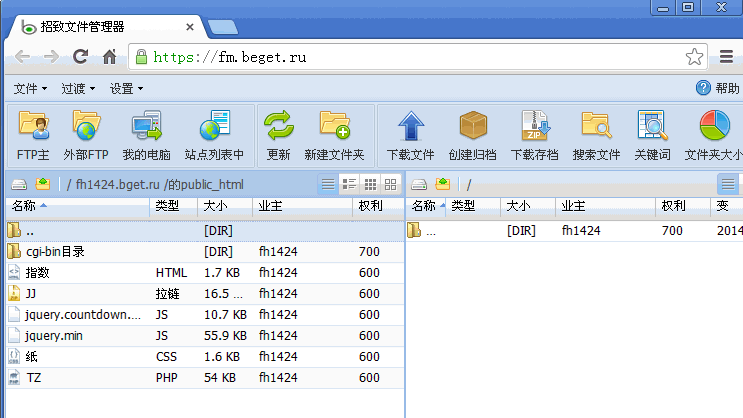 招致文件管理器
https://fm.beget.ru
文件 过渡 设置 帮助
FTP主 外部FTP 我的电脑 站点列表中 更新 新建文件夹 下载文件 创建归档 下载存档 搜索文件 关键词 文件夹大小
/ fh1424.bget.ru /的public_html
/
名称 类型 大小 业主 权利
名称 类型 大小 业主 权利 变
.. [DIR]
... [DIR] fh1424 700 2014
cgi-bin目录 [DIR] fh1424 700
指数 HTML 1.7 KB fh1424 600
JJ 拉链 16.5 ... fh1424 600
jquery.countdown.... JS 10.7 KB fh1424 600
jquery.min JS 55.9 KB fh1424 600
纸 CSS 1.6 KB fh1424 600
TZ PHP 54 KB fh1424 600